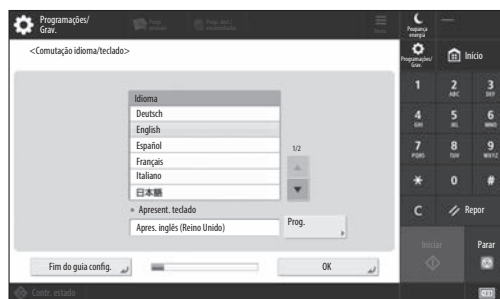 Programações/
Grav.
Poupança
energia
<Comutação idioma/teclado>
Programações/
Grav.
Início
Idioma
Deutsch
English
Español
Français
Italiano
日本語
1/2
Apresent. teclado
Apres. inglês (Reino Unido)
Prog.
Fim do guia config.
OK
Contr. estado
1
2 ABC
3 DEF
4 GHI
5 JKL
6 MNO
7 PQRS
8 TUV
9 WXYZ
* 0 #
C
Repor
Iniciar
Parar